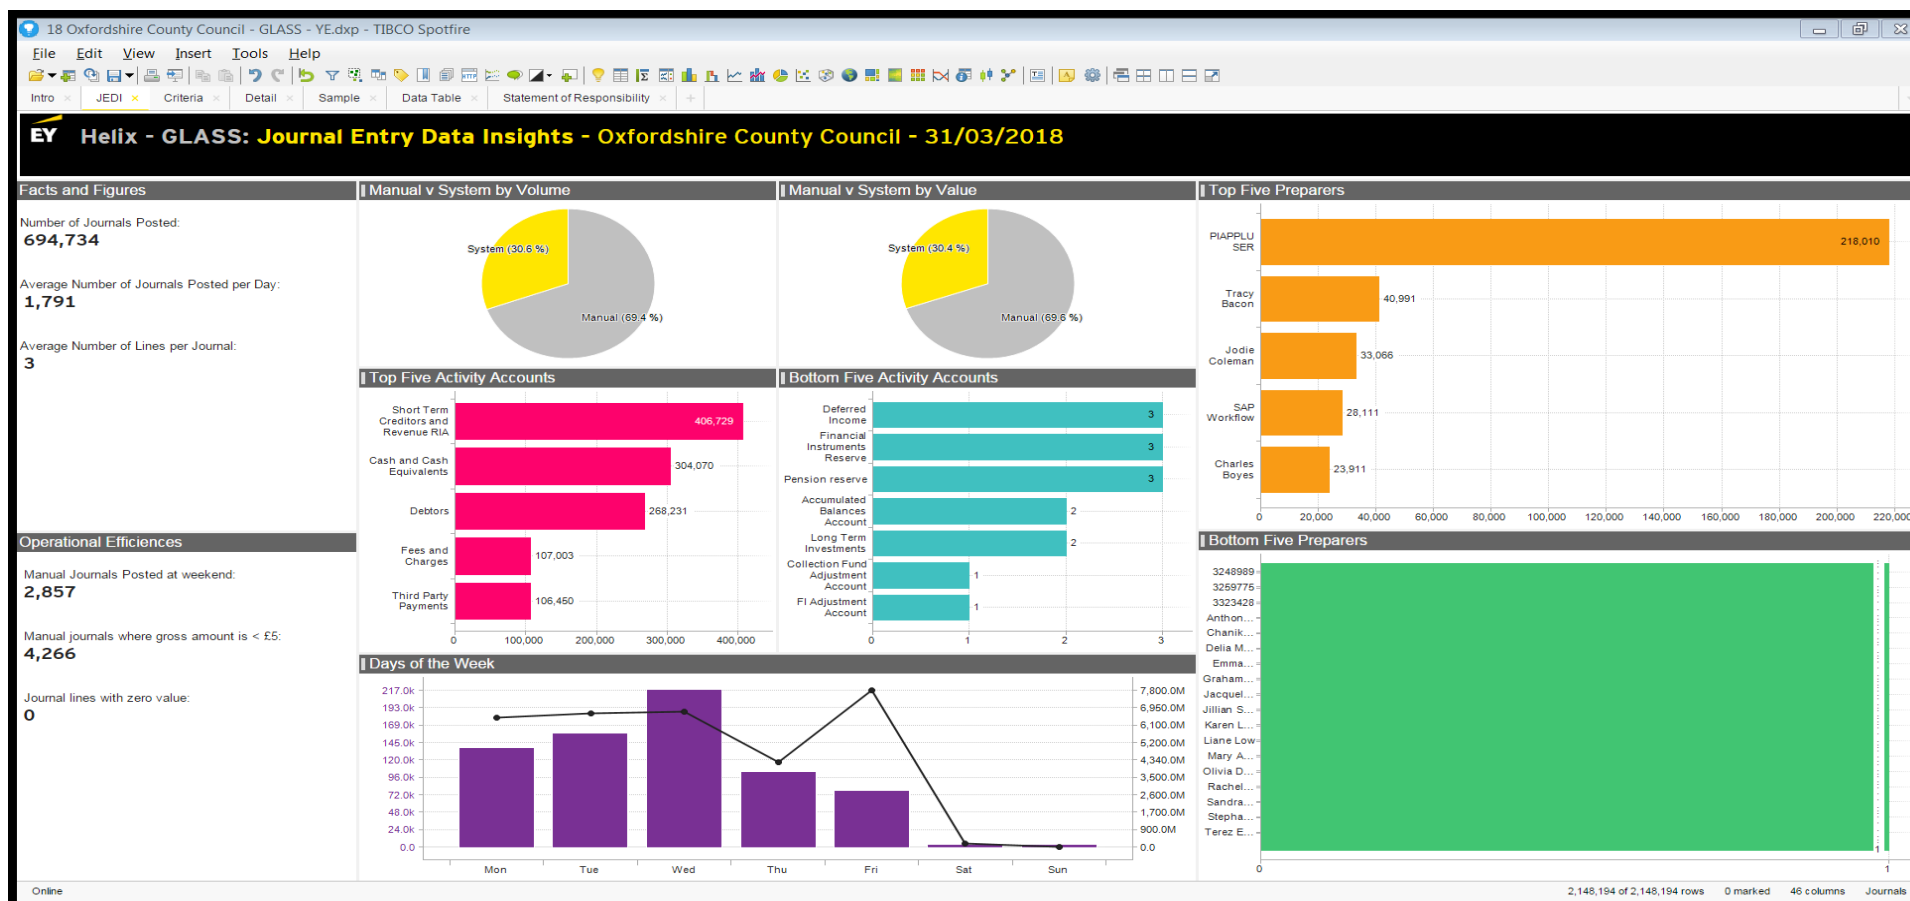 18 Oxfordshire County Council - GLASS - YE.dxp - TIBCO Spotfire
File Edit View Insert Tools Help
Intro JEDI Criteria Detail Sample Data Table Statement of Responsibility
EY Helix - GLASS: Journal Entry Data Insights - Oxfordshire County Council - 31/03/2018
Facts and Figures
Number of Journals Posted:
694,734
Average Number of Journals Posted per Day:
1,791
Average Number of Lines per Journal:
3
Operational Efficiences
Manual Journals Posted at weekend:
2,857
Manual journals where gross amount is < £5:
4,266
Journal lines with zero value:
0
Manual v System by Volume
System (30.6 %)
Manual (69.4 %)
Manual v System by Value
System (30.4 %)
Manual (69.6 %)
Top Five Activity Accounts
Short Term
Creditors and
Revenue RIA
406,729
Cash and Cash
Equivalents
304,070
Debtors
268,231
Fees and
Charges
107,003
Third Party
Payments
106,450
0 100,000 200,000 300,000 400,000
Bottom Five Activity Accounts
Deferred
Income
3
Financial
Instruments
Reserve
3
Pension reserve
3
Accumulated
Balances
Account
2
Long Term
Investments
2
Collection Fund
Adjustment
Account
1
FI Adjustment
Account
1
0 1 2 3
Days of the Week
217.0k
193.0k
169.0k
145.0k
120.0k
96.0k
72.0k
48.0k
24.0k
0.0
7,800.0M
6,950.0M
6,100.0M
5,200.0M
4,340.0M
3,500.0M
2,600.0M
1,700.0M
900.0M
0.0
Mon Tue Wed Thu Fri Sat Sun
Top Five Preparers
PIAPPLU
SER
218,010
Tracy
Bacon
40,991
Jodie
Coleman
33,066
SAP
Workflow
28,111
Charles
Boyes
23,911
0 20,000 40,000 60,000 80,000 100,000 120,000 140,000 160,000 180,000 200,000 220,000
Bottom Five Preparers
3248989
3259775
3323428
Anthon...
Chanik...
Delia M...
Emma...
Graham...
Jacquel...
Jillian S...
Karen L...
Liane Low
Mary A...
Olivia D...
Rachel...
Sandra...
Stepha...
Terez E...
1
0 1
Online
2,148,194 of 2,148,194 rows 0 marked 46 columns Journals